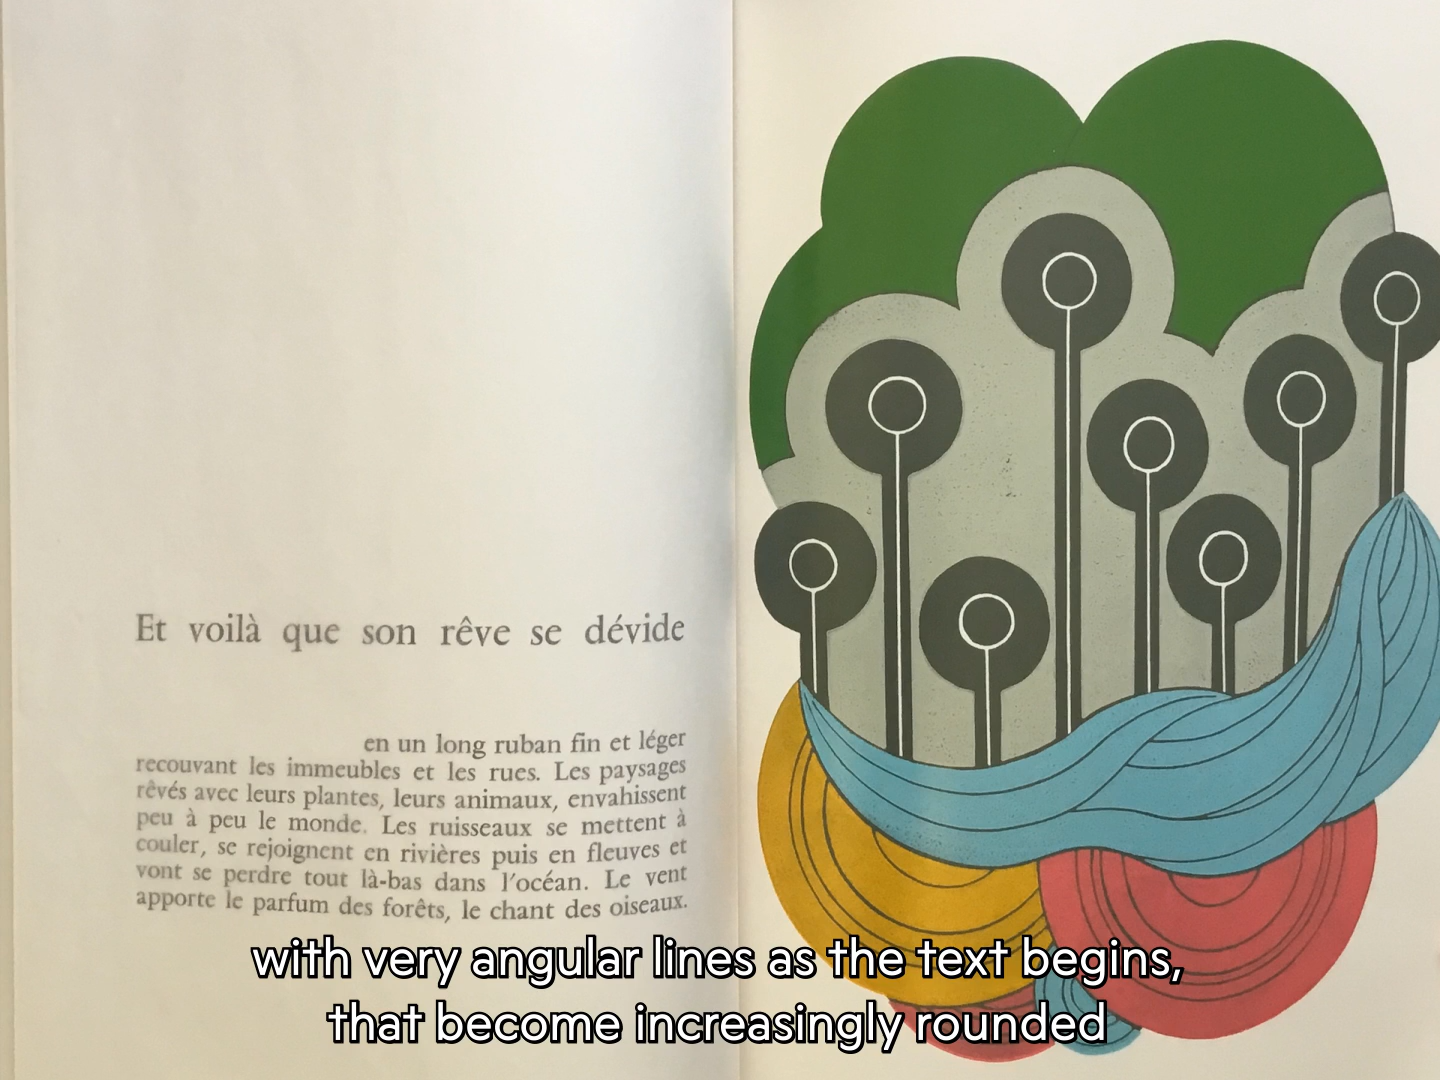 Et voilà que son rêve se dévide
en un long ruban fin et léger
recouvant les immeubles et les rues. Les paysages
rêvés avec leurs plantes, leurs animaux, envahissent
peu à peu le monde. Les ruisseaux se mettent à
couler, se rejoignent en rivières puis en fleuves et
vont se perdre tout là-bas dans l'océan. Le vent
apporte le parfum des forêts, le chant des oiseaux.
with very angular lines as the text begins,
that become increasingly rounded